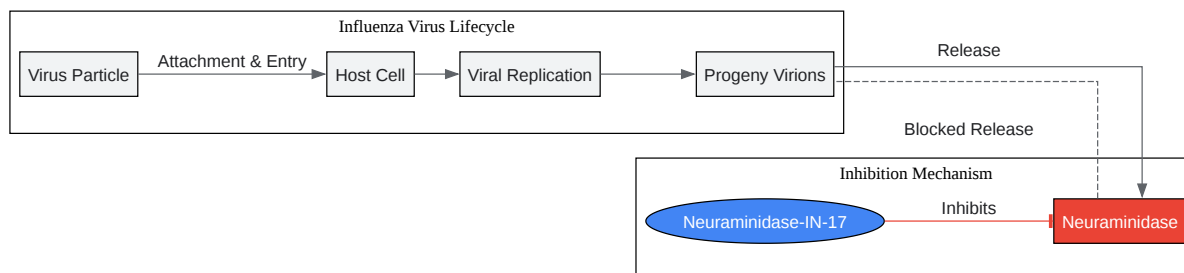 Influenza Virus Lifecycle
Virus Particle
Attachment & Entry
Host Cell
Viral Replication
Progeny Virions
Release
Blocked Release
Inhibition Mechanism
Neuraminidase-IN-17
Inhibits
Neuraminidase